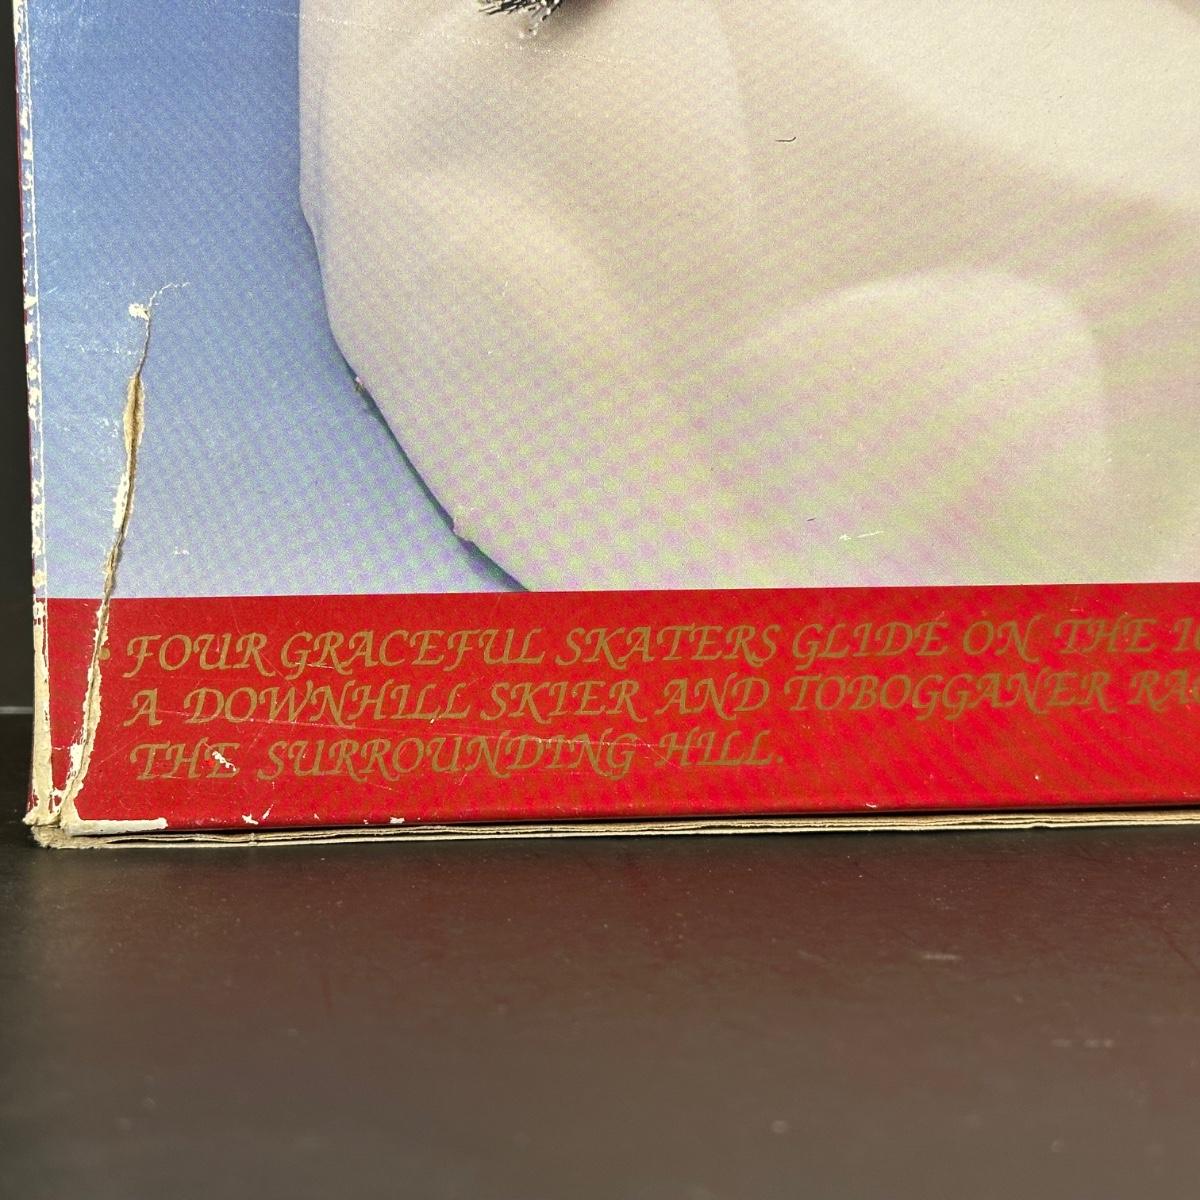 • FOUR GRACEFUL SKATERS GLIDE ON THE
A DOWNHILL SKIER AND TOBOGGANER
THE SURROUNDING HILL.